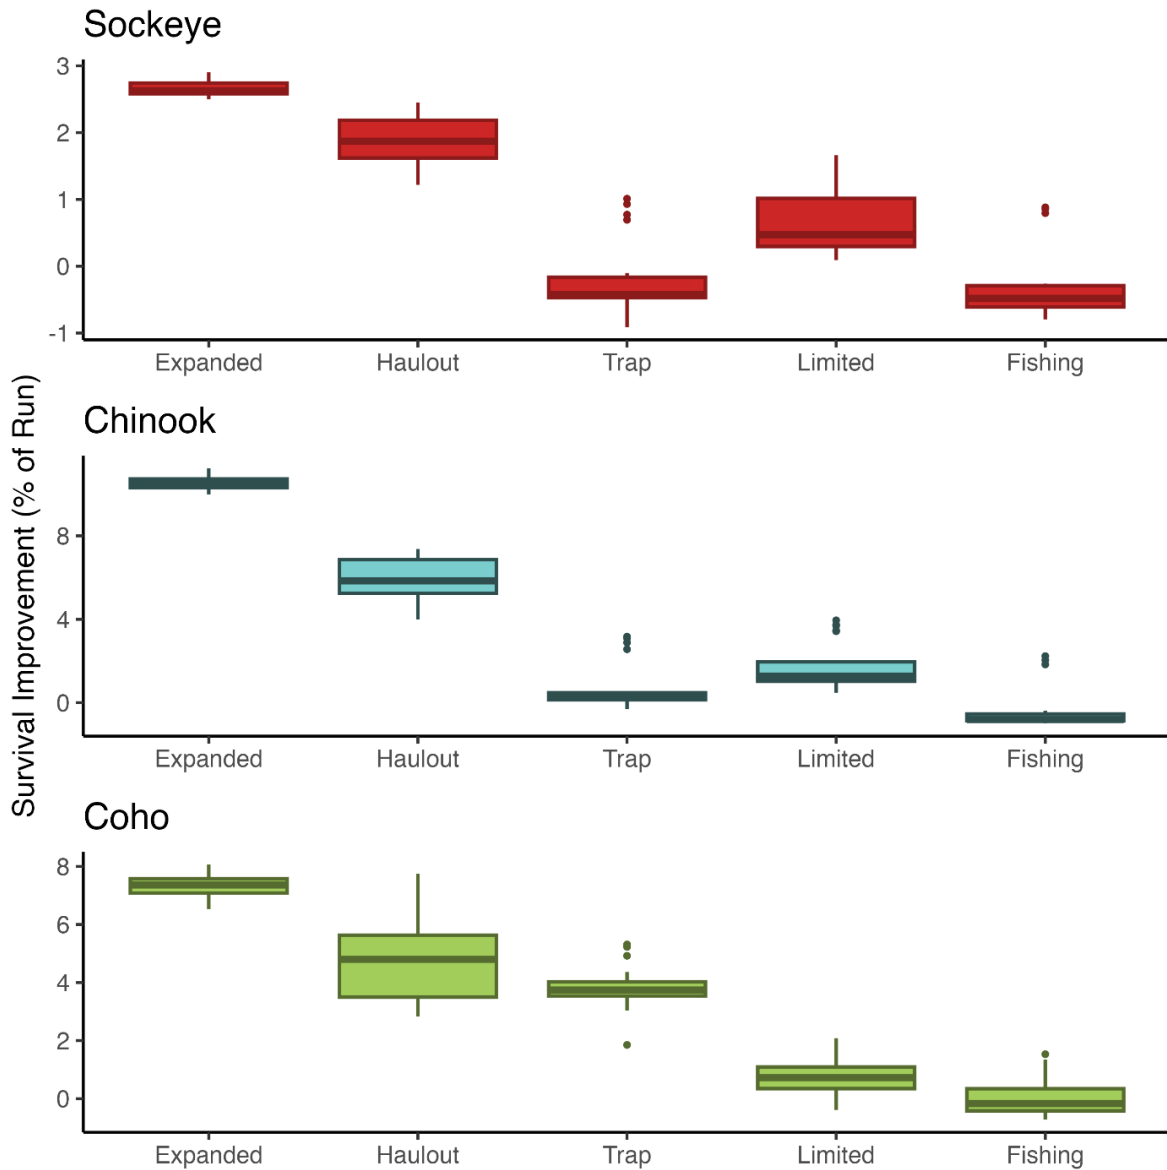 Sockeye
3
2
1
0
-1
Expanded Haulout Trap Limited Fishing
Survival Improvement (% of Run)
Chinook
8
4
0
Expanded Haulout Trap Limited Fishing
Coho
8
6
4
2
0
Expanded Haulout Trap Limited Fishing